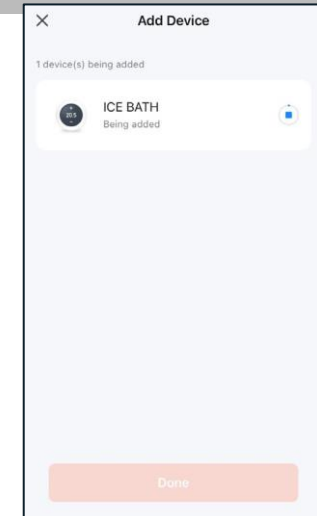 Add Device
1 device(s) being added
20.5
ICE BATH
Being added
Done